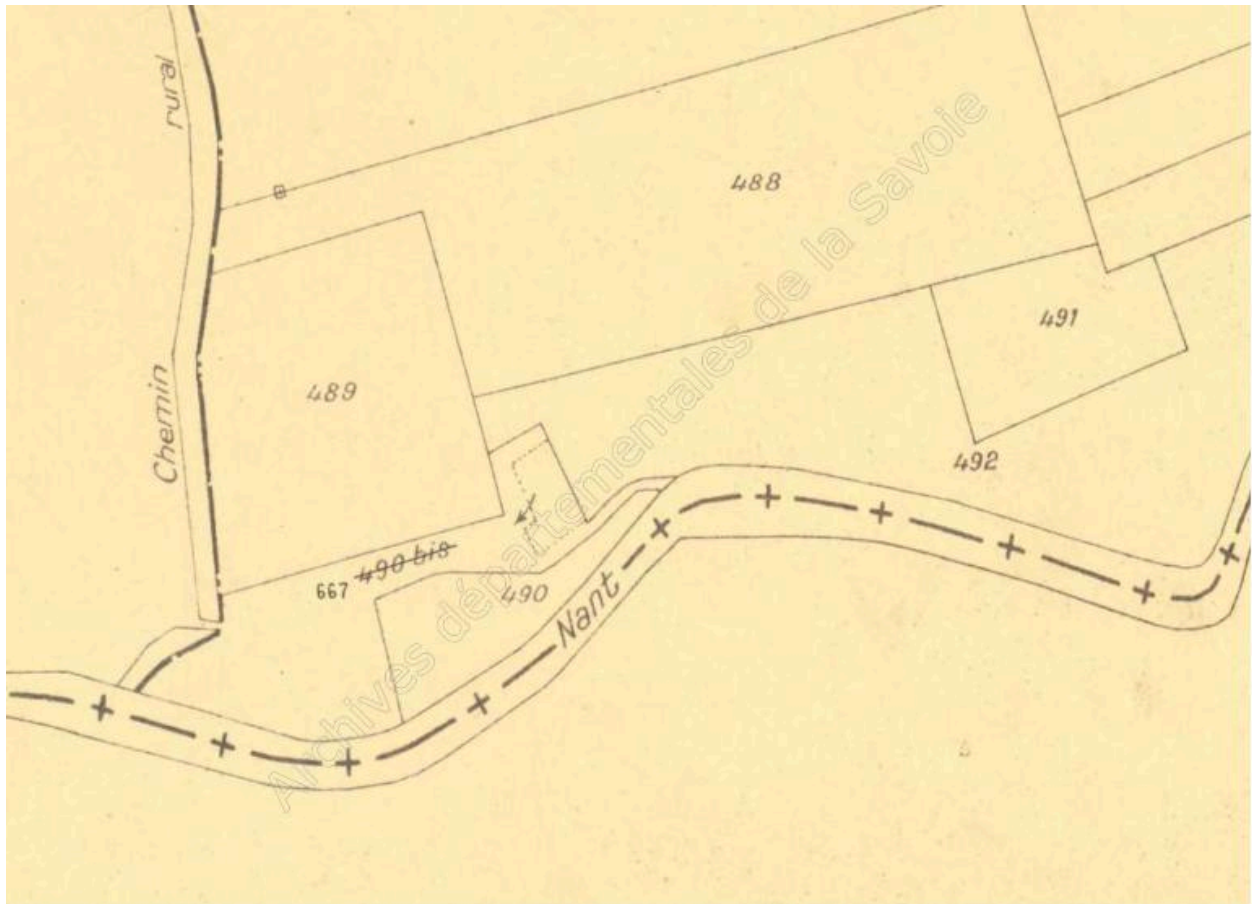 rural
Chemin
488
489
491
492
667 490 bis
490
Nant
Archives départementales de la Savoie